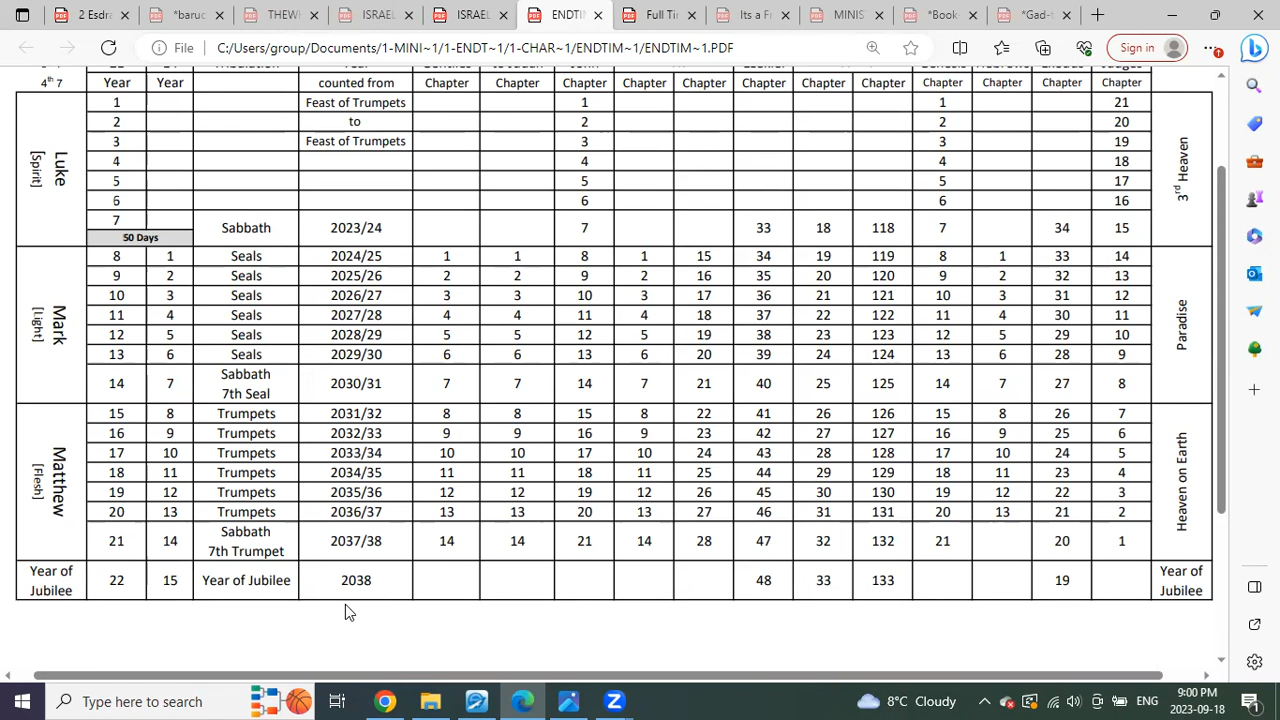 2 Esdra
*baruc
THEWH
ISRAEL
ISRAEL
ENDTIM
Full Tim
Its a F
MINIS
*Book
*Gad-t
File C:/Users/group/Documents/1-MINI~1/1-ENDT~1/1-CHAR~1/ENDTIM~1/ENDTIM~1.PDF Sign in
4th 7 Year Year counted from Chapter Chapter Chapter Chapter Chapter Chapter Chapter Chapter Chapter Chapter Chapter Chapter
Luke
[Spirit]
1 Feast of Trumpets 1 1 21
2 to 2 2 20
3 Feast of Trumpets 3 3 19
4 4 4 18
5 5 5 17
6 6 6 16
7 Sabbath 2023/24 7 33 18 118 7 34 15
50 Days
3rd Heaven
Mark
[Light]
8 1 Seals 2024/25 1 1 8 1 15 34 19 119 8 1 33 14
9 2 Seals 2025/26 2 2 9 2 16 35 20 120 9 2 32 13
10 3 Seals 2026/27 3 3 10 3 17 36 21 121 10 3 31 12
11 4 Seals 2027/28 4 4 11 4 18 37 22 122 11 4 30 11
12 5 Seals 2028/29 5 5 12 5 19 38 23 123 12 5 29 10
13 6 Seals 2029/30 6 6 13 6 20 39 24 124 13 6 28 9
14 7 Sabbath 7th Seal 2030/31 7 7 14 7 21 40 25 125 14 7 27 8
Paradise
Matthew
[Flesh]
15 8 Trumpets 2031/32 8 8 15 8 22 41 26 126 15 8 26 7
16 9 Trumpets 2032/33 9 9 16 9 23 42 27 127 16 9 25 6
17 10 Trumpets 2033/34 10 10 17 10 24 43 28 128 17 10 24 5
18 11 Trumpets 2034/35 11 11 18 11 25 44 29 129 18 11 23 4
19 12 Trumpets 2035/36 12 12 19 12 26 45 30 130 19 12 22 3
20 13 Trumpets 2036/37 13 13 20 13 27 46 31 131 20 13 21 2
21 14 Sabbath 7th Trumpet 2037/38 14 14 21 14 28 47 32 132 21 20 1
Heaven on Earth
Year of Jubilee 22 15 Year of Jubilee 2038 48 33 133 19 Year of Jubilee
Type here to search
8°C Cloudy
ENG
9:00 PM
2023-09-18